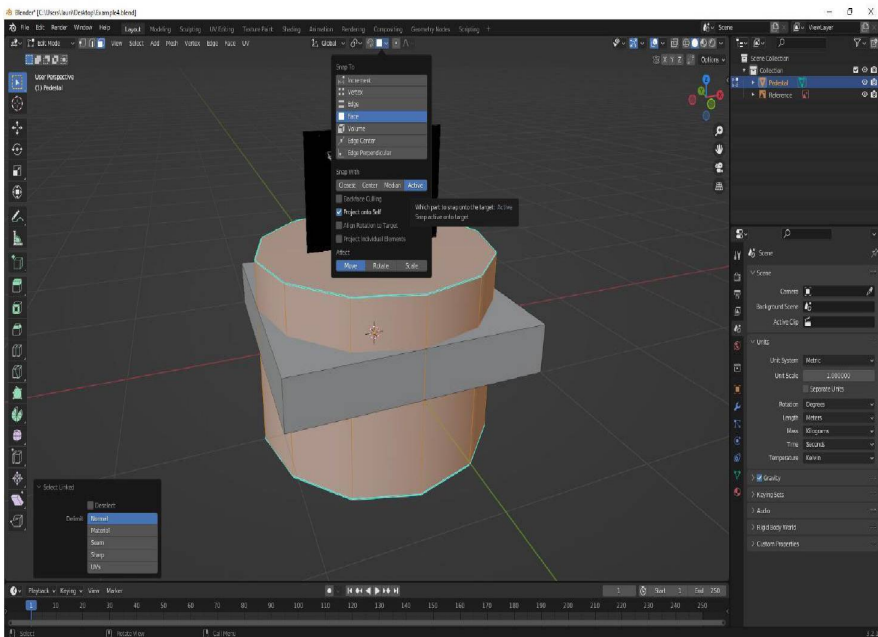 Blender* [C:\Users\lauri\Desktop\Example4.blend]
File Edit Render Window Help Layout Modeling Sculpting UV Editing Texture Paint Shading Animation Rendering Compositing Geometry Nodes Scripting + Scene ViewLayer
Edit Mode View Select Add Mesh Vertex Edge Face UV Global
X Y Z Options
User Perspective
(1) Pedestal
Snap To
Increment
Vertex
Edge
Face
Volume
Edge Center
Edge Perpendicular
Snap With
Closest Center Median Active
Backface Culling
Project onto Self
Align Rotation to Target
Project Individual Elements
Affect
Move Rotate Scale
Which part to snap onto the target: Active
Snap active onto target
Scene Collection
Collection
Pedestal
Reference
Scene
Scene
Camera
Background Scene
Active Clip
Units
Unit System Metric
Unit Scale 1.000000
Separate Units
Rotation Degrees
Length Meters
Mass Kilograms
Time Seconds
Temperature Kelvin
Gravity
Keying Sets
Audio
Rigid Body World
Custom Properties
Select Linked
Deselect
Delimit Normal
Material
Seam
Sharp
UVs
Playback Keying View Marker 1 Start 1 End 250
1 10 20 30 40 50 60 70 80 90 100 110 120 130 140 150 160 170 180 190 200 210 220 230 240 250
Select Rotate View Call Menu